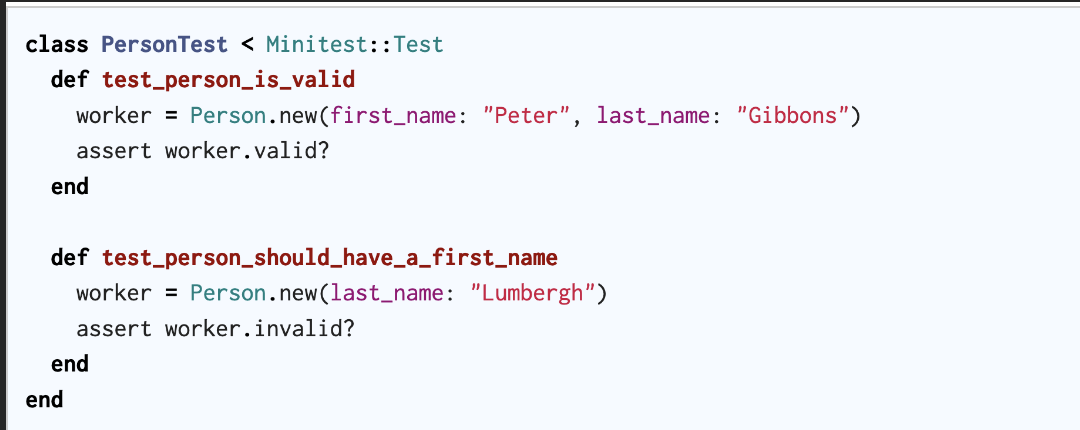 class PersonTest < Minitest::Test
  def test_person_is_valid
    worker = Person.new(first_name: "Peter", last_name: "Gibbons")
    assert worker.valid?
  end

  def test_person_should_have_a_first_name
    worker = Person.new(last_name: "Lumbergh")
    assert worker.invalid?
  end
end